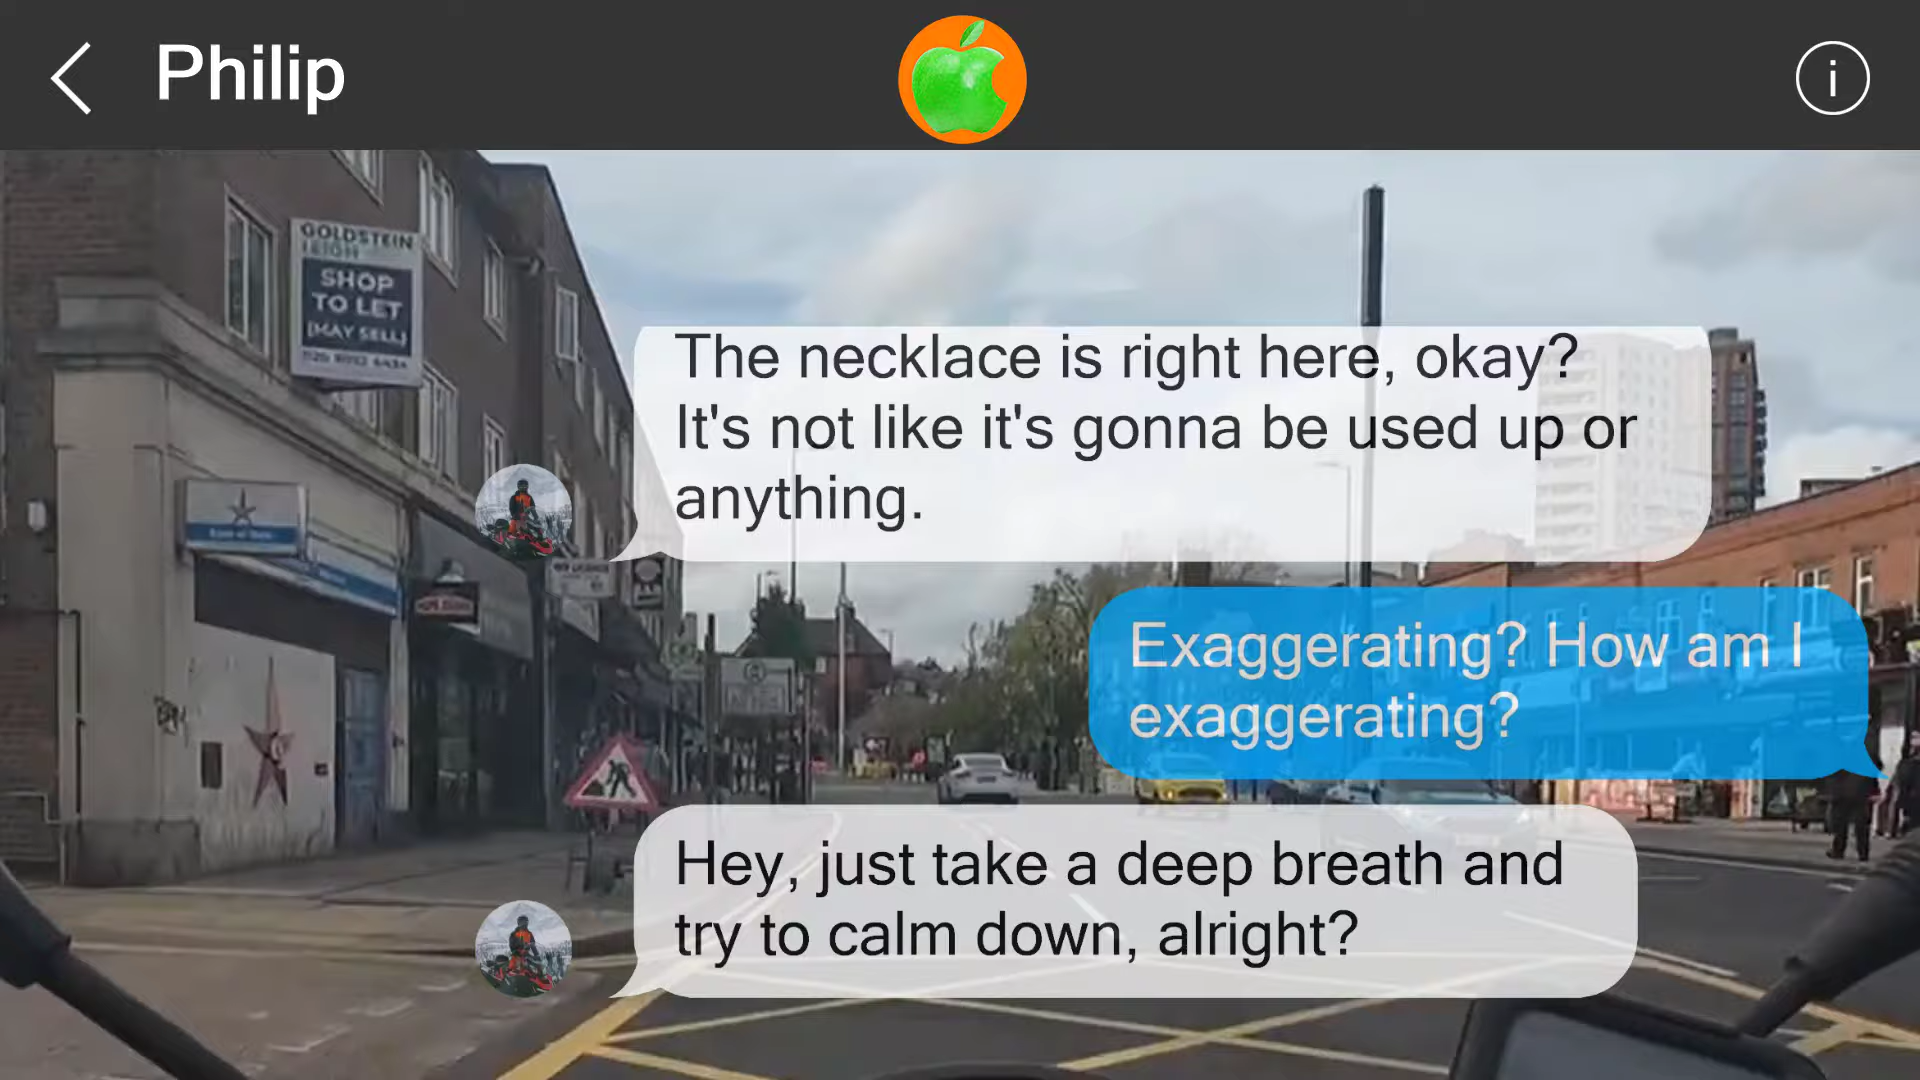 Philip
i
GOLDSTEIN
LEIGH
SHOP
TO LET
(MAY SELL)
The necklace is right here, okay?
It's not like it's gonna be used up or
anything.
Exaggerating? How am I
exaggerating?
Hey, just take a deep breath and
try to calm down, alright?